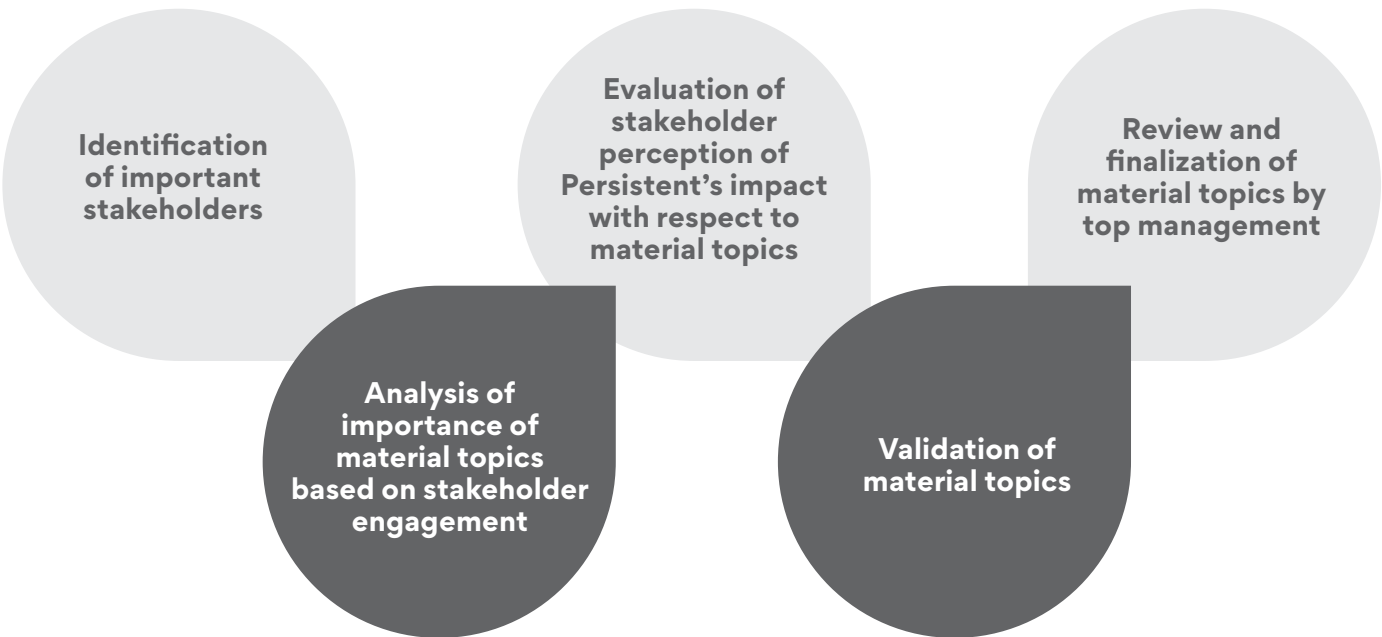 Identification
of important
stakeholders
Analysis of
importance of
material topics
based on stakeholder
engagement
Evaluation of
stakeholder
perception of
Persistent’s impact
with respect to
material topics
Validation of
material topics
Review and
finalization of
material topics by
top management